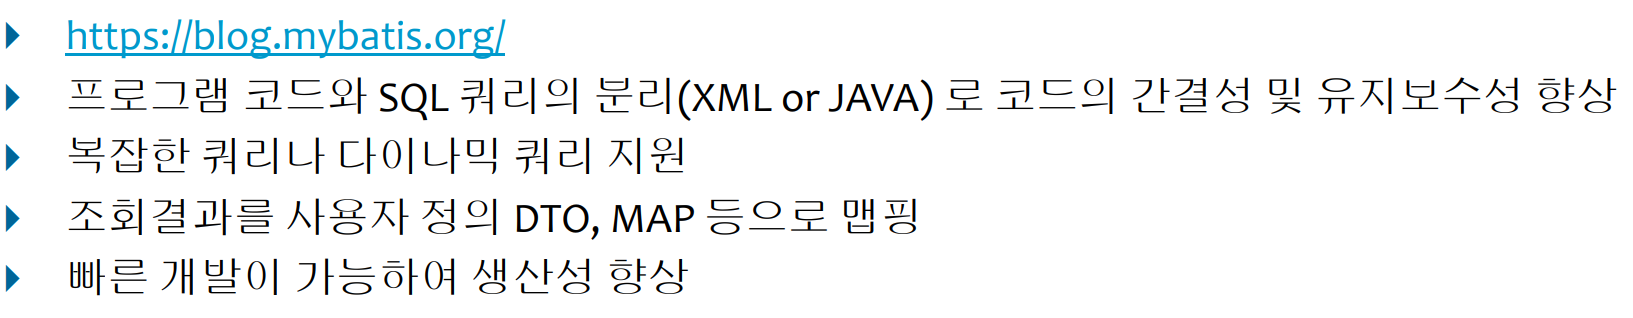 https://blog.mybatis.org/
프로그램 코드와 SQL 쿼리의 분리(XML or JAVA) 로 코드의 간결성 및 유지보수성 향상
복잡한 쿼리나 다이나믹 쿼리 지원
조회결과를 사용자 정의 DTO, MAP 등으로 맵핑
빠른 개발이 가능하여 생산성 향상